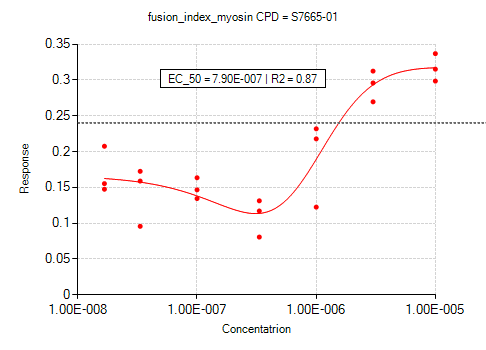 fusion_index_myosin CPD = S7665-01
0.35
0.3
0.25
0.2
0.15
0.1
0.05
0
EC_50 = 7.90E-007 | R2 = 0.87
Response
1.00E-008 1.00E-007 1.00E-006 1.00E-005
Concentatrion